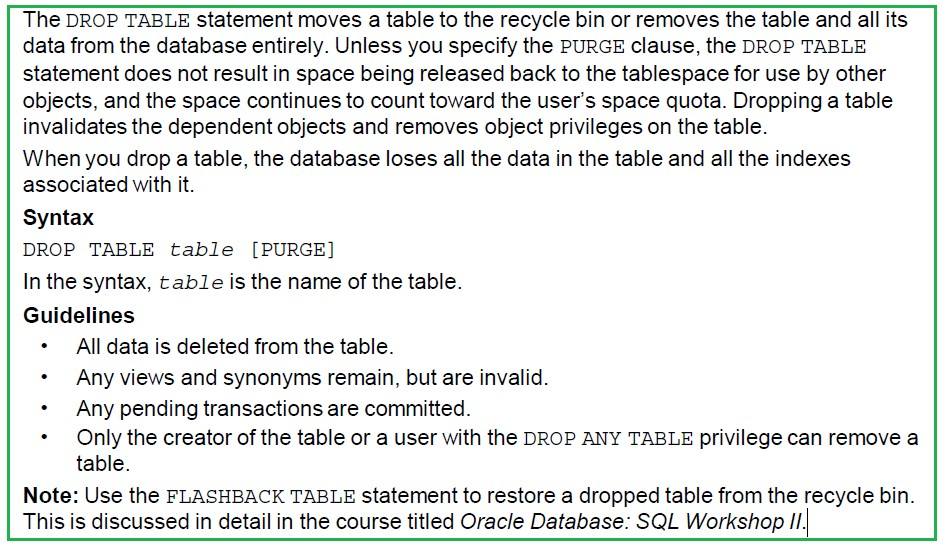 The DROP TABLE statement moves a table to the recycle bin or removes the table and all its
data from the database entirely. Unless you specify the PURGE clause, the DROP TABLE
statement does not result in space being released back to the tablespace for use by other
objects, and the space continues to count toward the user’s space quota. Dropping a table
invalidates the dependent objects and removes object privileges on the table.
When you drop a table, the database loses all the data in the table and all the indexes
associated with it.
Syntax
DROP TABLE table [PURGE]
In the syntax, table is the name of the table.
Guidelines
• All data is deleted from the table.
• Any views and synonyms remain, but are invalid.
• Any pending transactions are committed.
• Only the creator of the table or a user with the DROP ANY TABLE privilege can remove a
table.
Note: Use the FLASHBACK TABLE statement to restore a dropped table from the recycle bin.
This is discussed in detail in the course titled Oracle Database: SQL Workshop II.